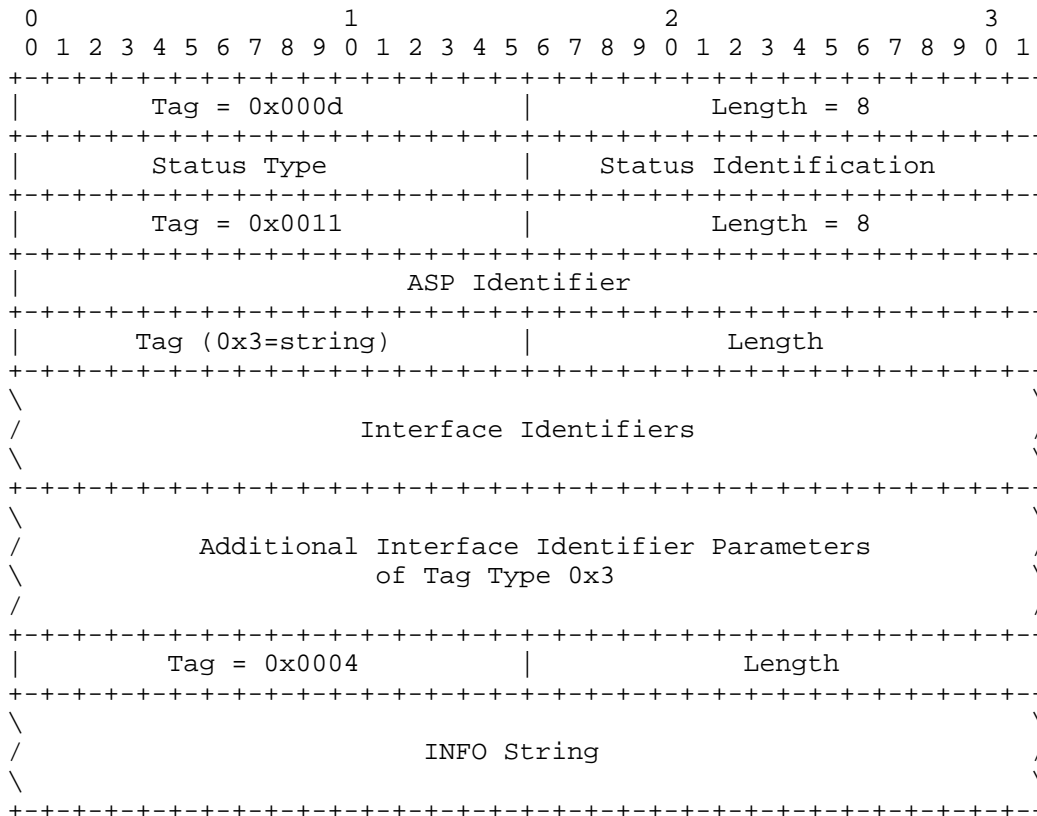 0                   1                   2                   3
 0 1 2 3 4 5 6 7 8 9 0 1 2 3 4 5 6 7 8 9 0 1 2 3 4 5 6 7 8 9 0 1
+-+-+-+-+-+-+-+-+-+-+-+-+-+-+-+-+-+-+-+-+-+-+-+-+-+-+-+-+-+-+-+-
|        Tag = 0x000d           |           Length = 8
+-+-+-+-+-+-+-+-+-+-+-+-+-+-+-+-+-+-+-+-+-+-+-+-+-+-+-+-+-+-+-+-
|        Status Type            |    Status Identification
+-+-+-+-+-+-+-+-+-+-+-+-+-+-+-+-+-+-+-+-+-+-+-+-+-+-+-+-+-+-+-+-
|        Tag = 0x0011           |           Length = 8
+-+-+-+-+-+-+-+-+-+-+-+-+-+-+-+-+-+-+-+-+-+-+-+-+-+-+-+-+-+-+-+-
|                        ASP Identifier
+-+-+-+-+-+-+-+-+-+-+-+-+-+-+-+-+-+-+-+-+-+-+-+-+-+-+-+-+-+-+-+-
|       Tag (0x3=string)        |            Length
+-+-+-+-+-+-+-+-+-+-+-+-+-+-+-+-+-+-+-+-+-+-+-+-+-+-+-+-+-+-+-+-
\                                                               \
/                     Interface Identifiers                     /
\                                                               \
+-+-+-+-+-+-+-+-+-+-+-+-+-+-+-+-+-+-+-+-+-+-+-+-+-+-+-+-+-+-+-+-
\                                                               \
/           Additional Interface Identifier Parameters          /
\                      of Tag Type 0x3                          \
/                                                               /
+-+-+-+-+-+-+-+-+-+-+-+-+-+-+-+-+-+-+-+-+-+-+-+-+-+-+-+-+-+-+-+-
|         Tag = 0x0004          |             Length
+-+-+-+-+-+-+-+-+-+-+-+-+-+-+-+-+-+-+-+-+-+-+-+-+-+-+-+-+-+-+-+-
\                                                               \
/                         INFO String                           /
\                                                               \
+-+-+-+-+-+-+-+-+-+-+-+-+-+-+-+-+-+-+-+-+-+-+-+-+-+-+-+-+-+-+-+-